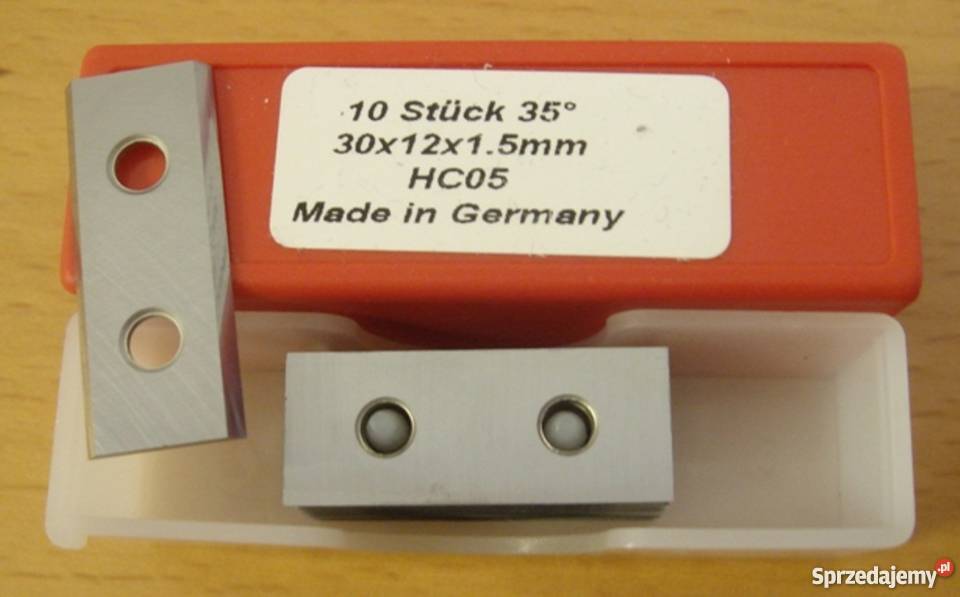 10 Stück 35°
30x12x1.5mm
HC05
Made in Germany
Sprzedajemy.pl